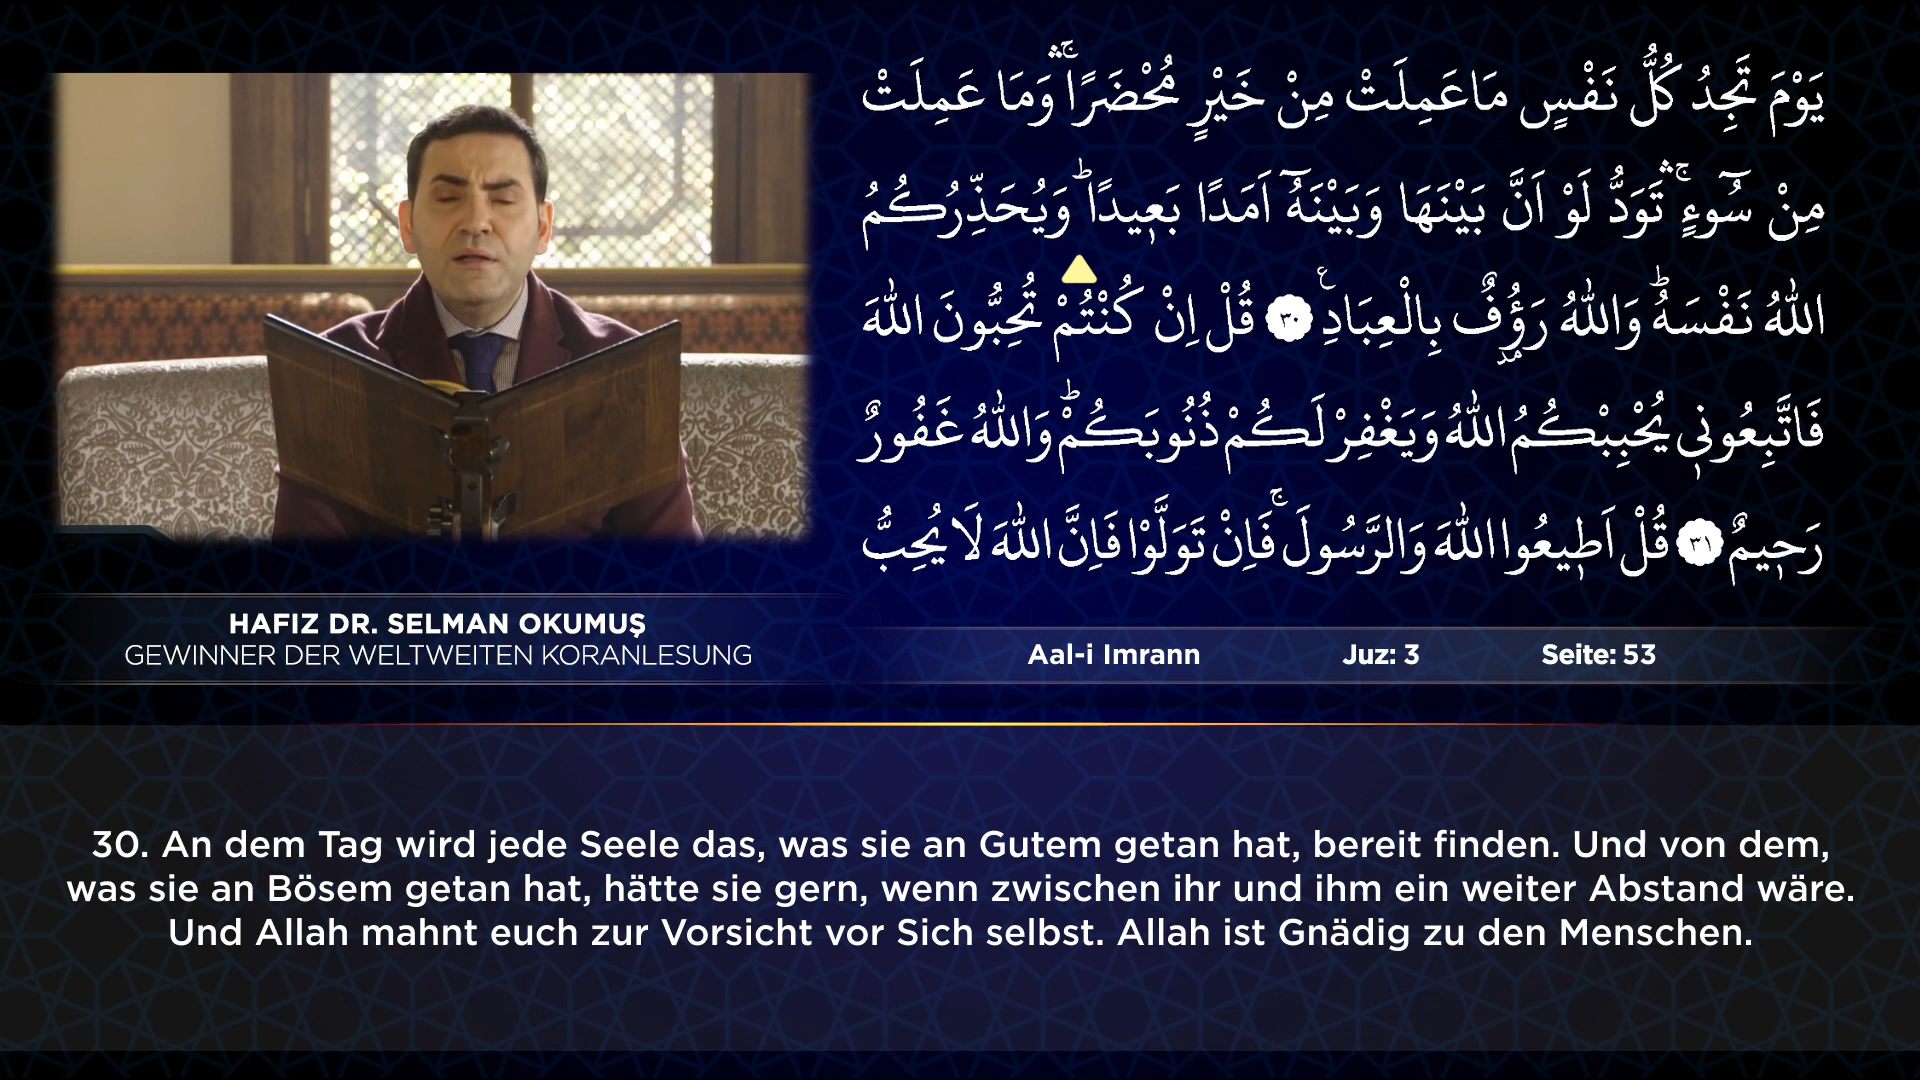 يَوْمَ تَجِدُ كُلُّ نَفْسٍ مَاعَمِلَتْ مِنْ خَيْرٍ مُحْضَرًاۚۛ وَمَا عَمِلَتْ
مِنْ سُٓوءٍۚۛ تَوَدُّ لَوْ اَنَّ بَيْنَهَا وَبَيْنَهُٓ اَمَدًا بَعٖيدًاؕ وَيُحَذِّرُكُمُ
اللّٰهُ نَفْسَهُؕ وَاللّٰهُ رَؤُفٌ بِالْعِبَادِࣖ ٣٠ قُلْ اِنْ كُنْتُمْ تُحِبُّونَ اللّٰهَ
فَاتَّبِعُونٖي يُحْبِبْكُمُ اللّٰهُ وَيَغْفِرْ لَكُمْ ذُنُوبَكُمْؕ وَاللّٰهُ غَفُورٌ
رَحٖيمٌ ٣١ قُلْ اَطٖيعُوا اللّٰهَ وَالرَّسُولَۚ فَاِنْ تَوَلَّوْا فَاِنَّ اللّٰهَ لَا يُحِبُّ
HAFIZ DR. SELMAN OKUMUŞ
GEWINNER DER WELTWEITEN KORANLESUNG
Aal-i Imrann Juz: 3 Seite: 53
30. An dem Tag wird jede Seele das, was sie an Gutem getan hat, bereit finden. Und von dem,
was sie an Bösem getan hat, hätte sie gern, wenn zwischen ihr und ihm ein weiter Abstand wäre.
Und Allah mahnt euch zur Vorsicht vor Sich selbst. Allah ist Gnädig zu den Menschen.